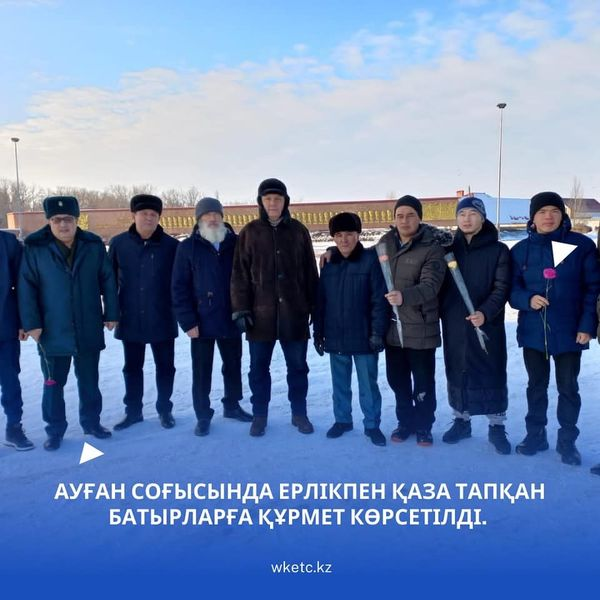 АУҒАН СОҒЫСЫНДА ЕРЛІКПЕН ҚАЗА ТАПҚАН
БАТЫРЛАРҒА ҚҰРМЕТ КӨРСЕТІЛДІ.
wketc.kz